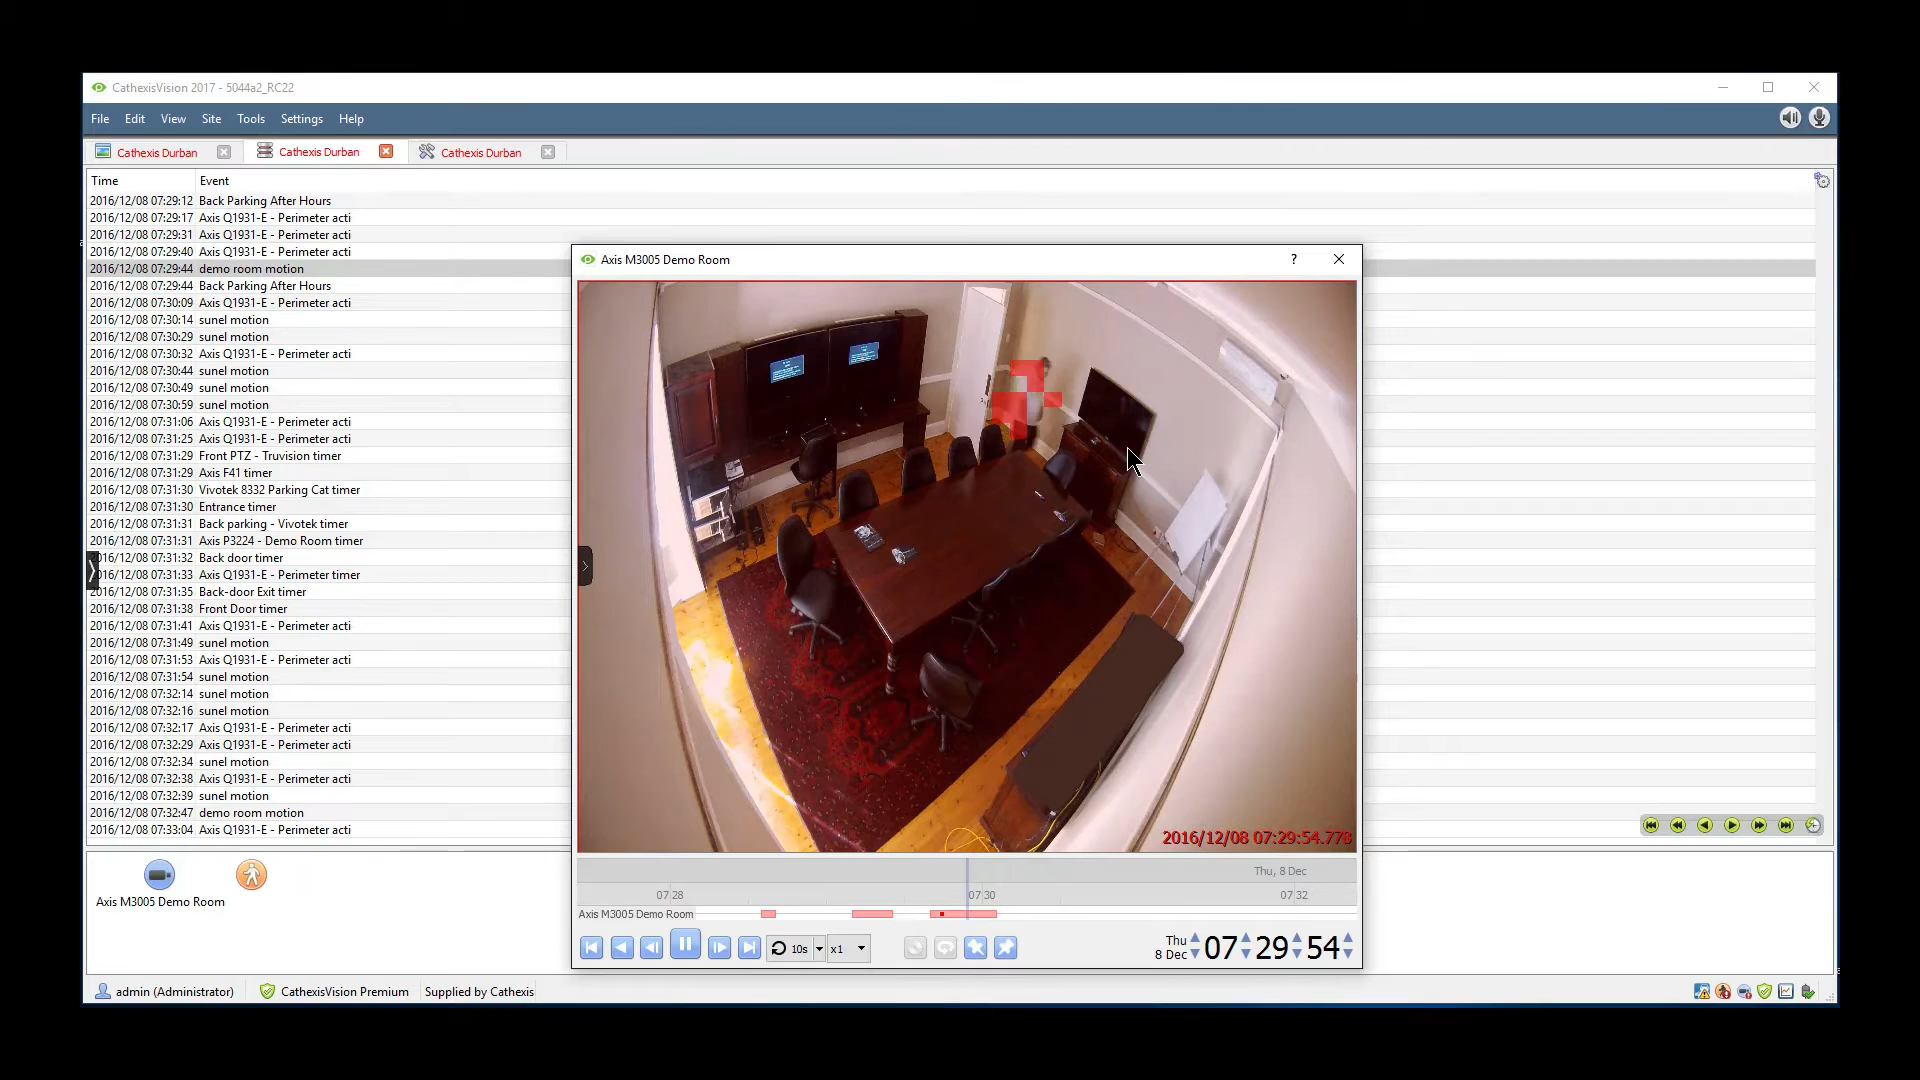 CathexisVision 2017 - 5044a2_RC22
File Edit View Site Tools Settings Help
Cathexis Durban Cathexis Durban Cathexis Durban
Time Event
2016/12/08 07:29:12 Back Parking After Hours
2016/12/08 07:29:17 Axis Q1931-E - Perimeter acti
2016/12/08 07:29:31 Axis Q1931-E - Perimeter acti
2016/12/08 07:29:40 Axis Q1931-E - Perimeter acti
2016/12/08 07:29:44 demo room motion
2016/12/08 07:29:44 Back Parking After Hours
2016/12/08 07:30:09 Axis Q1931-E - Perimeter acti
2016/12/08 07:30:14 sunel motion
2016/12/08 07:30:29 sunel motion
2016/12/08 07:30:32 Axis Q1931-E - Perimeter acti
2016/12/08 07:30:44 sunel motion
2016/12/08 07:30:49 sunel motion
2016/12/08 07:30:59 sunel motion
2016/12/08 07:31:06 Axis Q1931-E - Perimeter acti
2016/12/08 07:31:25 Axis Q1931-E - Perimeter acti
2016/12/08 07:31:29 Front PTZ - Truvision timer
2016/12/08 07:31:29 Axis F41 timer
2016/12/08 07:31:30 Vivotek 8332 Parking Cat timer
2016/12/08 07:31:30 Entrance timer
2016/12/08 07:31:31 Back parking - Vivotek timer
2016/12/08 07:31:31 Axis P3224 - Demo Room timer
2016/12/08 07:31:32 Back door timer
2016/12/08 07:31:33 Axis Q1931-E - Perimeter timer
2016/12/08 07:31:35 Back-door Exit timer
2016/12/08 07:31:38 Front Door timer
2016/12/08 07:31:41 Axis Q1931-E - Perimeter acti
2016/12/08 07:31:49 sunel motion
2016/12/08 07:31:53 Axis Q1931-E - Perimeter acti
2016/12/08 07:31:54 sunel motion
2016/12/08 07:32:14 sunel motion
2016/12/08 07:32:16 sunel motion
2016/12/08 07:32:17 Axis Q1931-E - Perimeter acti
2016/12/08 07:32:29 Axis Q1931-E - Perimeter acti
2016/12/08 07:32:34 sunel motion
2016/12/08 07:32:38 Axis Q1931-E - Perimeter acti
2016/12/08 07:32:39 sunel motion
2016/12/08 07:32:47 demo room motion
2016/12/08 07:33:04 Axis Q1931-E - Perimeter acti
Axis M3005 Demo Room ?
2016/12/08 07:29:54.778
Thu, 8 Dec
07:28 07:30 07:32
Axis M3005 Demo Room
10s x1
Thu
8 Dec 07 29 54
Axis M3005 Demo Room
admin (Administrator) CathexisVision Premium Supplied by Cathexis